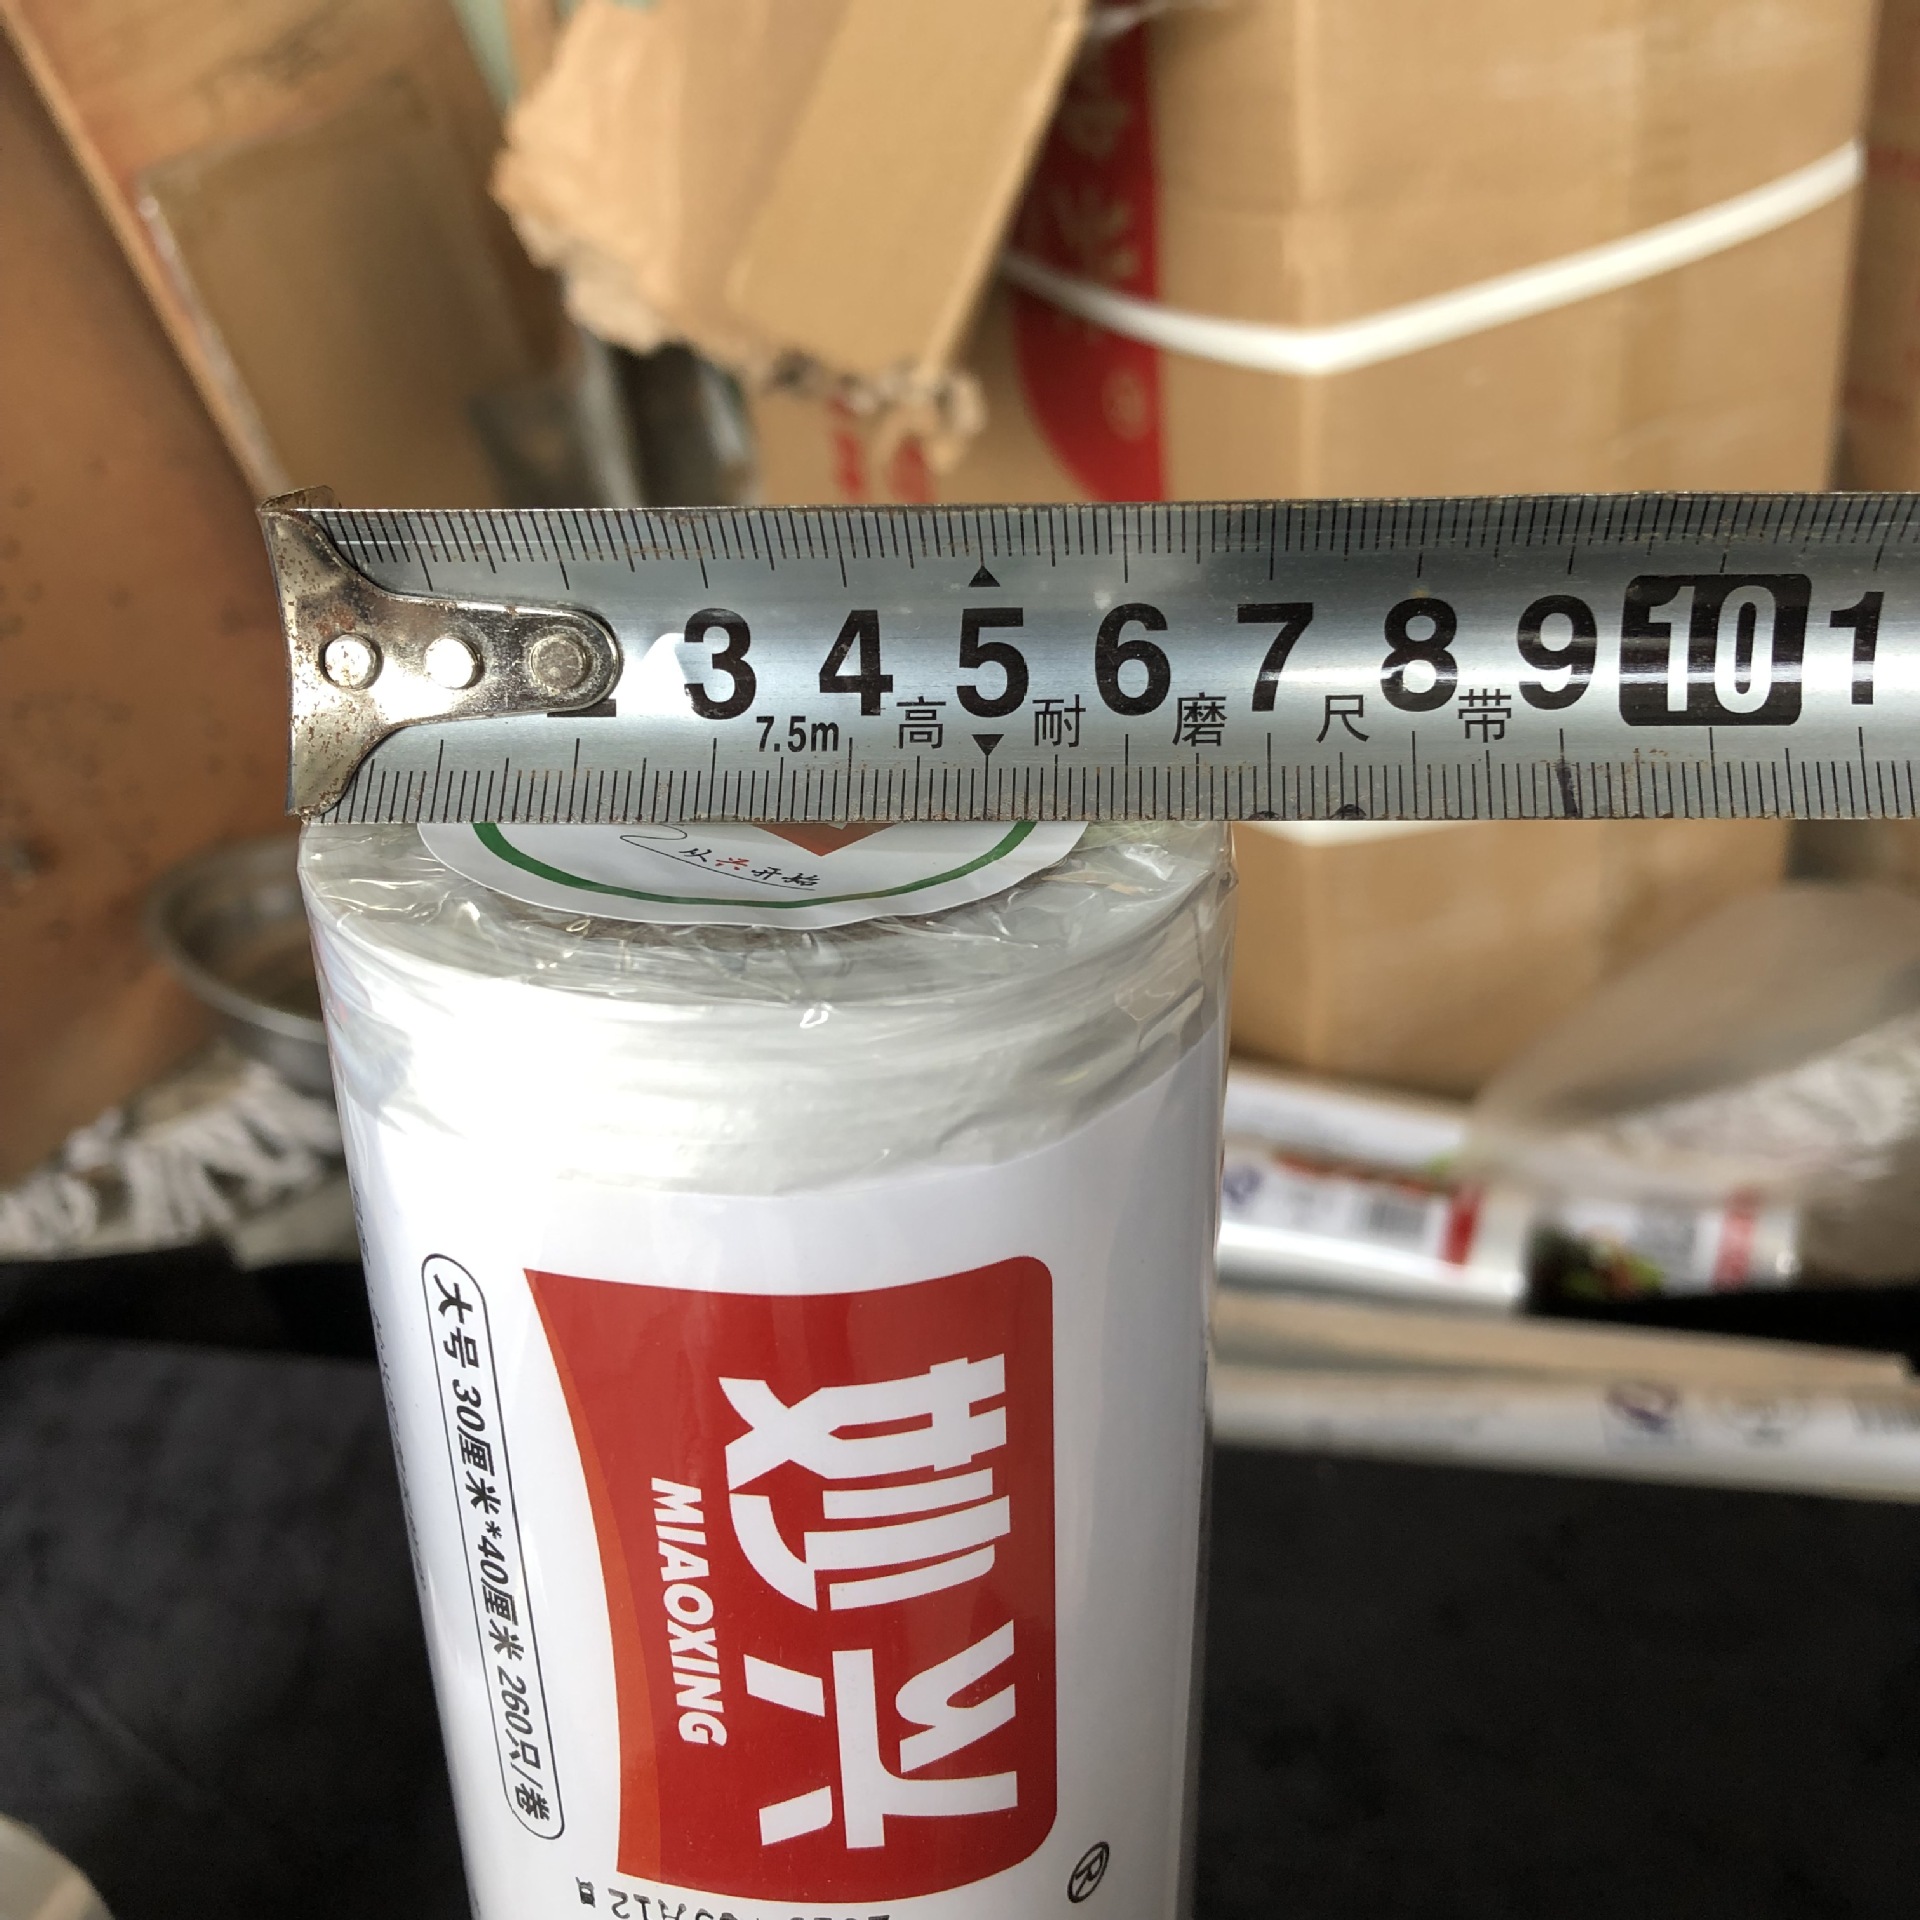 3 4 5 6 7 8 9 10 1
7.5m 高 耐 磨 尺 带
从兴开始
妙兴
MIAOXING
®
大号 30厘米*40厘米 260只/卷